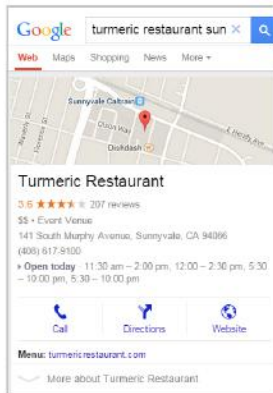 Google turmeric restaurant sun ×
Web Maps Shopping News More
Sunnyvale Caltrain
E Hendy Ave
Dishdash
Turmeric Restaurant
3.6 207 reviews
$$ • Event Venue
141 South Murphy Avenue, Sunnyvale, CA 94086
(408) 617-9100
Open today · 11:30 am – 2:00 pm, 12:00 – 2:30 pm, 5:30
– 10:00 pm, 5:30 – 10:00 pm
Call Directions Website
Menu: turmericrestaurant.com
More about Turmeric Restaurant